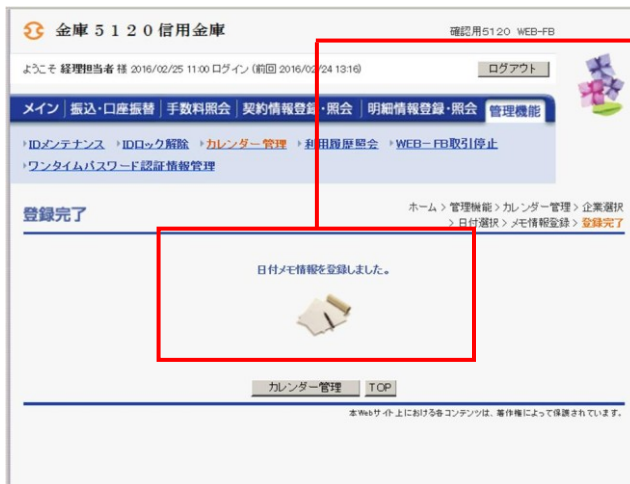 金庫５１２０信用金庫
確認用5120 WEB-FB
ようこそ 経理担当者 様 2016/02/25 11:00 ログイン (前回 2016/02/24 13:16)
ログアウト
メイン 振込・口座振替 手数料照会 契約情報登録・照会 明細情報登録・照会 管理機能
IDメンテナンス IDロック解除 カレンダー管理 利用履歴照会 WEB－FB取引停止
ワンタイムパスワード認証情報管理
登録完了
ホーム > 管理機能 > カレンダー管理 > 企業選択
> 日付選択 > メモ情報登録 > 登録完了
日付メモ情報を登録しました。
カレンダー管理 TOP
本Webサイト上における各コンテンツは、著作権によって保護されています。